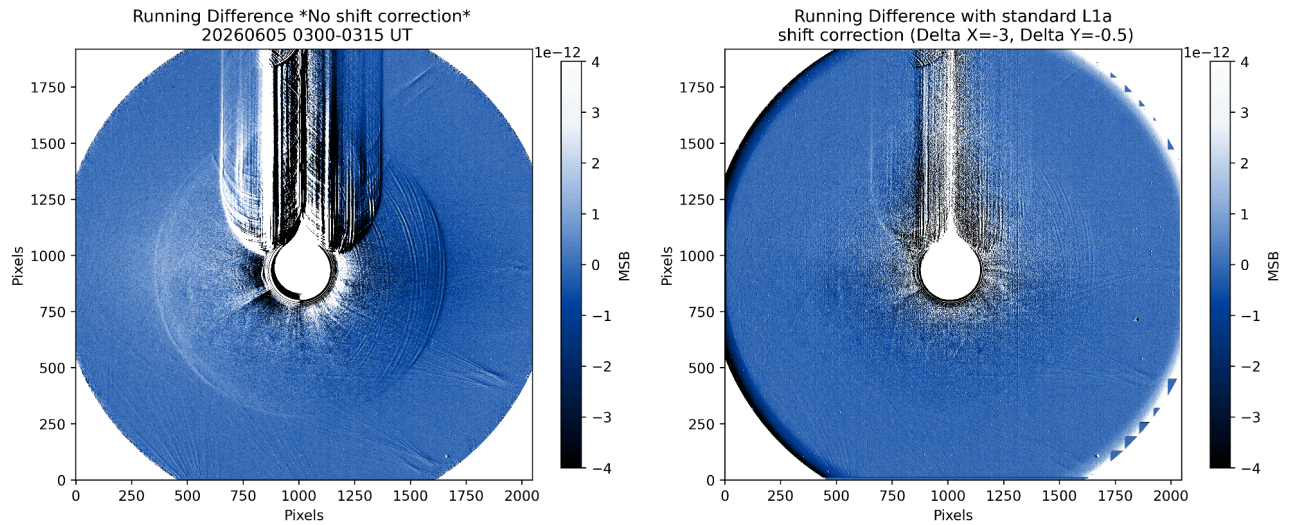 Running Difference *No shift correction*
20260605 0300-0315 UT
1e−12
1750
1500
1250
1000
750
500
250
0
Pixels
0 250 500 750 1000 1250 1500 1750 2000
Pixels
4
3
2
1
0
−1
−2
−3
−4
MSB
Running Difference with standard L1a
shift correction (Delta X=-3, Delta Y=-0.5)
1e−12
1750
1500
1250
1000
750
500
250
0
Pixels
0 250 500 750 1000 1250 1500 1750 2000
Pixels
4
3
2
1
0
−1
−2
−3
−4
MSB